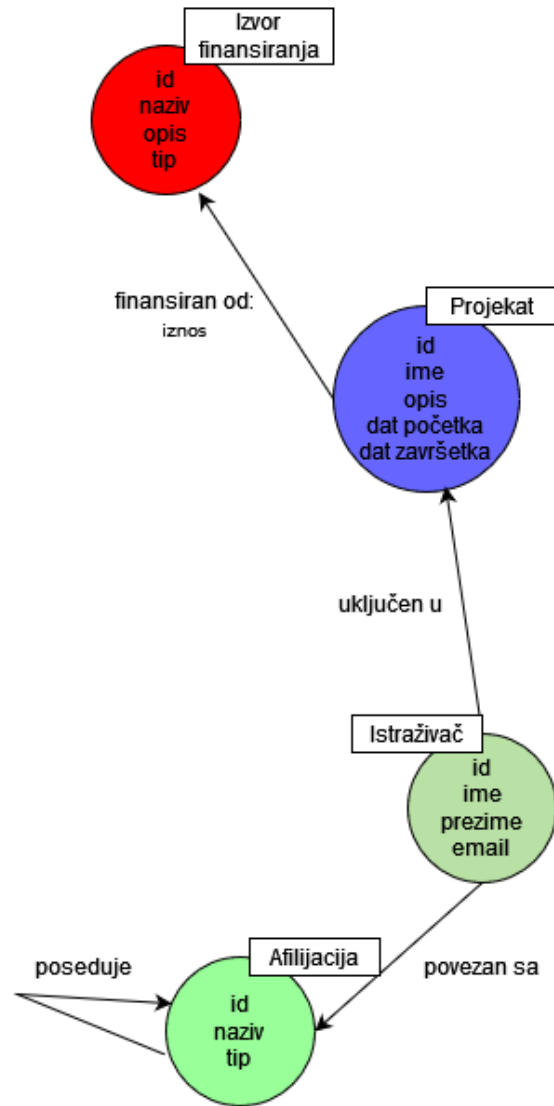 Izvor
finansiranja
id
naziv
opis
tip
finansiran od:
iznos
Projekat
id
ime
opis
dat početka
dat završetka
uključen u
Istraživač
id
ime
prezime
email
povezan sa
Afilijacija
poseduje
id
naziv
tip